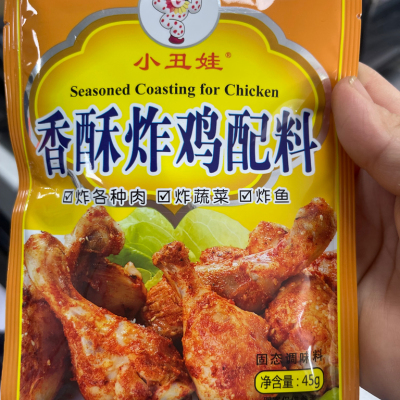 小丑娃®
Seasoned Coasting for Chicken
香酥炸鸡配料
☑炸各种肉 ☑炸蔬菜 ☑炸鱼
固态调味料
净含量：45g